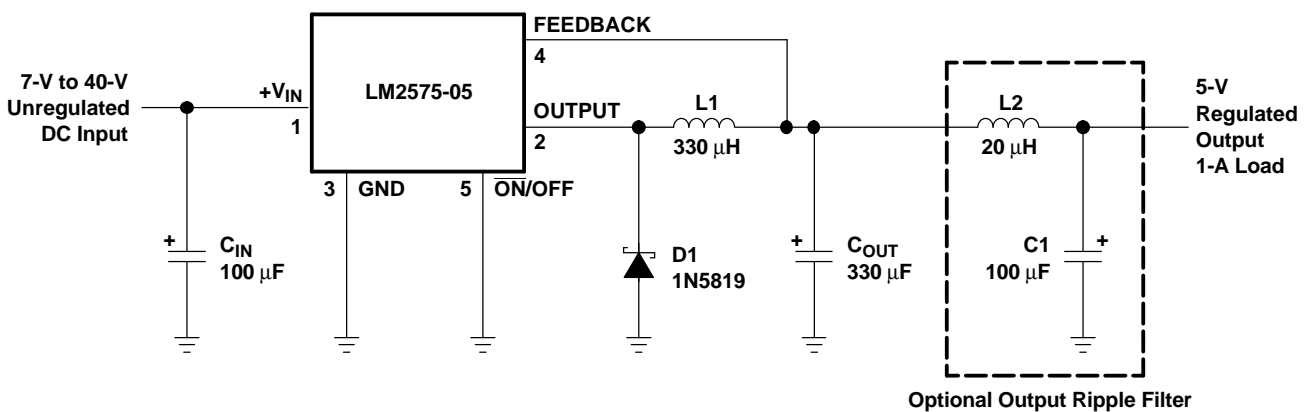 FEEDBACK
4
7-V to 40-V
Unregulated
DC Input
+VIN
1
LM2575-05
OUTPUT
2
L1
330 μH
L2
20 μH
5-V
Regulated
Output
1-A Load
3 GND
5 ON/OFF
+ CIN
100 μF
D1
1N5819
+ COUT
330 μF
C1 +
100 μF
Optional Output Ripple Filter